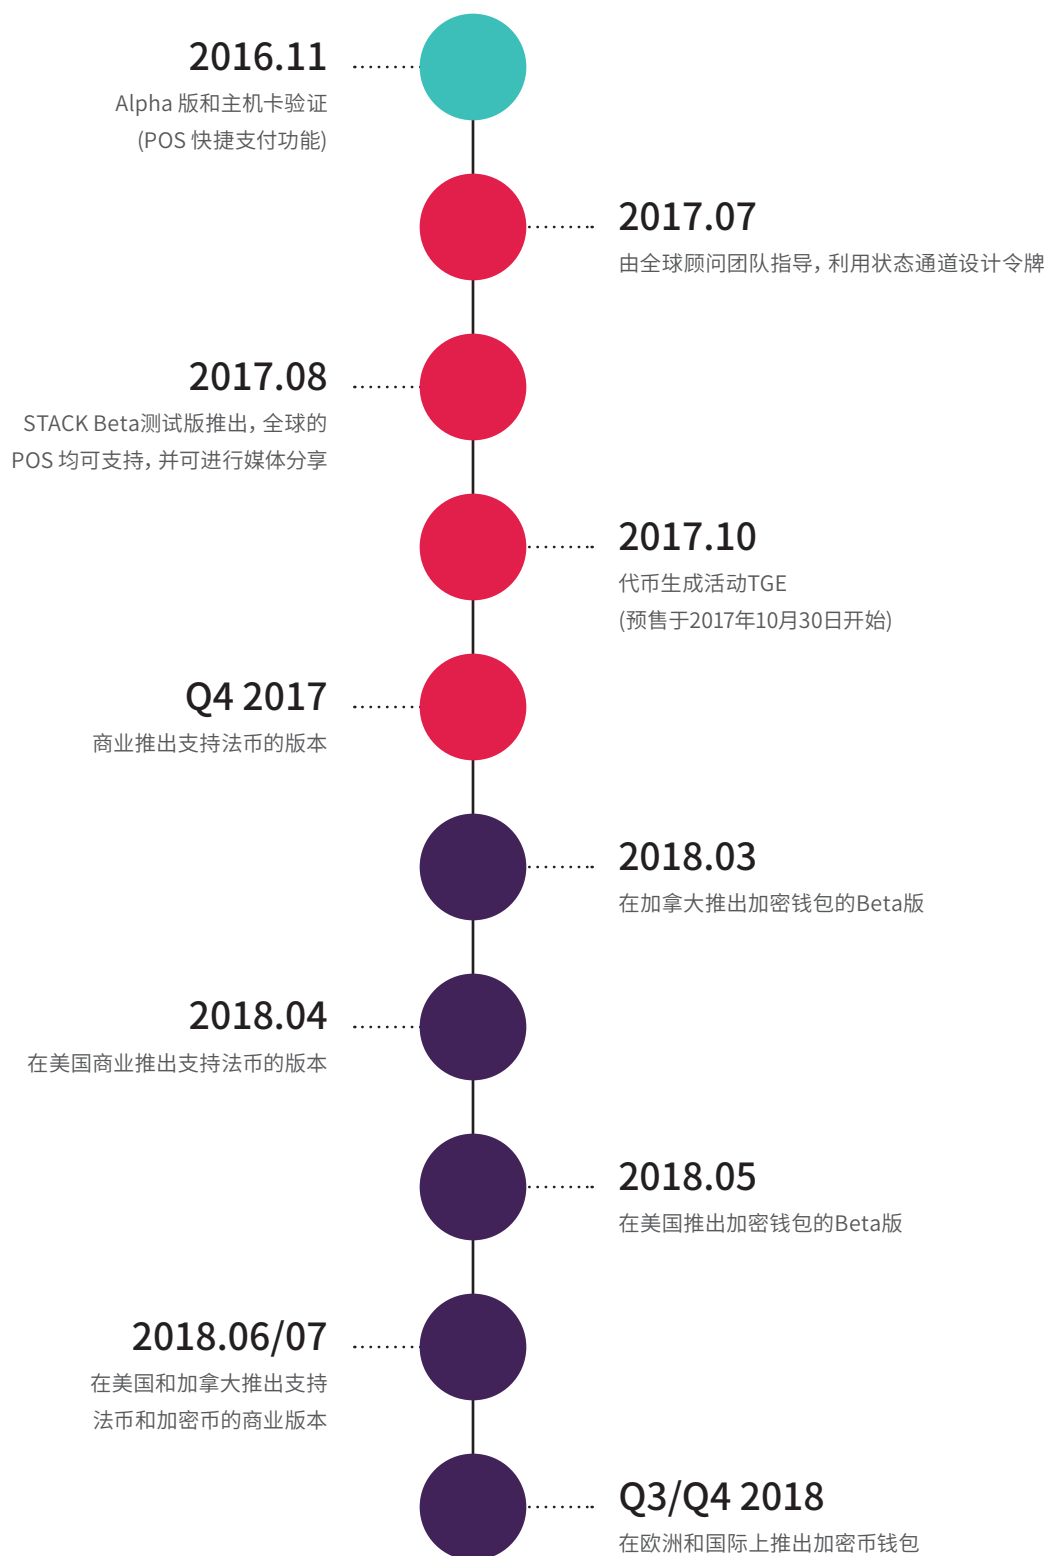 2016.11
Alpha 版和主机卡验证
(POS 快捷支付功能)
2017.07
由全球顾问团队指导，利用状态通道设计令牌
2017.08
STACK Beta测试版推出，全球的
POS 均可支持，并可进行媒体分享
2017.10
代币生成活动TGE
(预售于2017年10月30日开始)
Q4 2017
商业推出支持法币的版本
2018.03
在加拿大推出加密钱包的Beta版
2018.04
在美国商业推出支持法币的版本
2018.05
在美国推出加密钱包的Beta版
2018.06/07
在美国和加拿大推出支持
法币和加密币的商业版本
Q3/Q4 2018
在欧洲和国际上推出加密币钱包